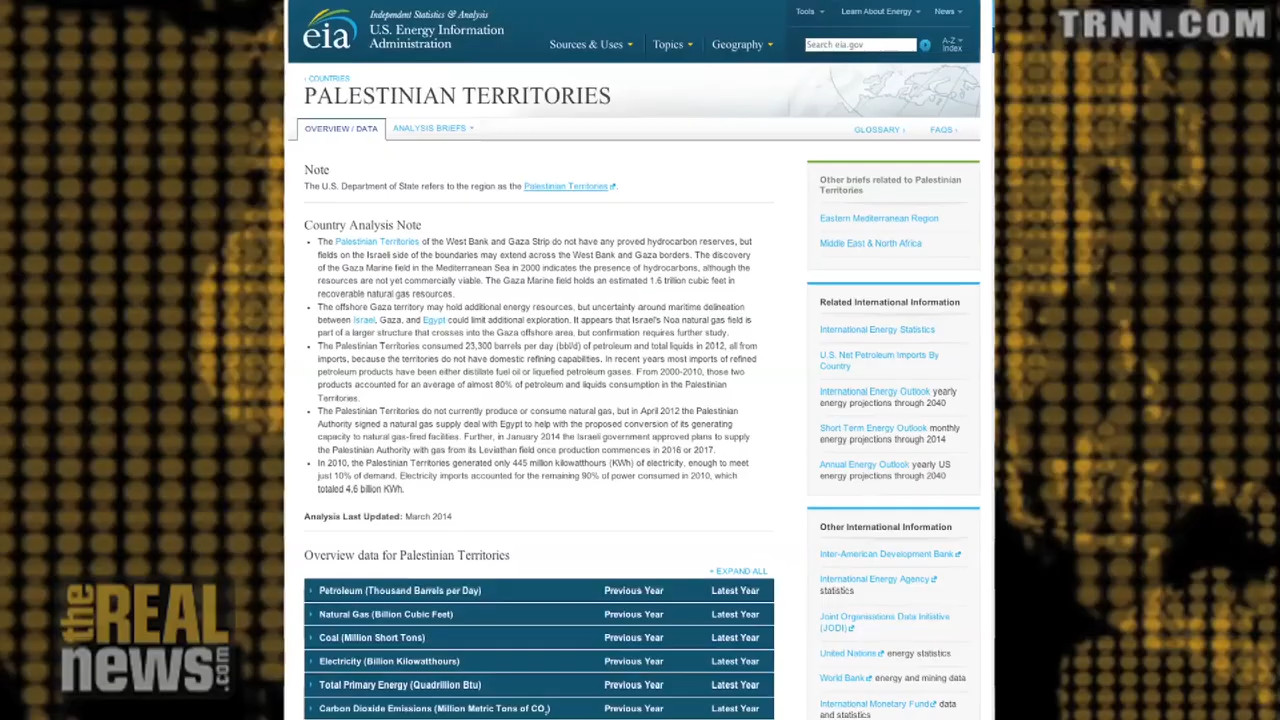 TRNN.COM
eia
Independent Statistics & Analysis
U.S. Energy Information
Administration
Sources & Uses
Topics
Geography
Tools
Learn About Energy
News
Search eia.gov
A-Z
Index
‹ COUNTRIES
PALESTINIAN TERRITORIES
OVERVIEW / DATA
ANALYSIS BRIEFS
GLOSSARY ›
FAQS ›
Note
The U.S. Department of State refers to the region as the Palestinian Territories.
Country Analysis Note
• The Palestinian Territories of the West Bank and Gaza Strip do not have any proved hydrocarbon reserves, but
fields on the Israeli side of the boundaries may extend across the West Bank and Gaza borders. The discovery
of the Gaza Marine field in the Mediterranean Sea in 2000 indicates the presence of hydrocarbons, although the
resources are not yet commercially viable. The Gaza Marine field holds an estimated 1.6 trillion cubic feet in
recoverable natural gas resources.
• The offshore Gaza territory may hold additional energy resources, but uncertainty around maritime delineation
between Israel, Gaza, and Egypt could limit additional exploration. It appears that Israel's Noa natural gas field is
part of a larger structure that crosses into the Gaza offshore area, but confirmation requires further study.
• The Palestinian Territories consumed 23,300 barrels per day (bbl/d) of petroleum and total liquids in 2012, all from
imports, because the territories do not have domestic refining capabilities. In recent years most imports of refined
petroleum products have been either distillate fuel oil or liquefied petroleum gases. From 2000-2010, those two
products accounted for an average of almost 80% of petroleum and liquids consumption in the Palestinian
Territories.
• The Palestinian Territories do not currently produce or consume natural gas, but in April 2012 the Palestinian
Authority signed a natural gas supply deal with Egypt to help with the proposed conversion of its generating
capacity to natural gas-fired facilities. Further, in January 2014 the Israeli government approved plans to supply
the Palestinian Authority with gas from its Leviathan field once production commences in 2016 or 2017.
• In 2010, the Palestinian Territories generated only 445 million kilowatthours (KWh) of electricity, enough to meet
just 10% of demand. Electricity imports accounted for the remaining 90% of power consumed in 2010, which
totaled 4.6 billion KWh.
Analysis Last Updated: March 2014
Overview data for Palestinian Territories
+ EXPAND ALL
Petroleum (Thousand Barrels per Day) Previous Year Latest Year
Natural Gas (Billion Cubic Feet) Previous Year Latest Year
Coal (Million Short Tons) Previous Year Latest Year
Electricity (Billion Kilowatthours) Previous Year Latest Year
Total Primary Energy (Quadrillion Btu) Previous Year Latest Year
Carbon Dioxide Emissions (Million Metric Tons of CO₂) Previous Year Latest Year
Other briefs related to Palestinian
Territories
Eastern Mediterranean Region
Middle East & North Africa
Related International Information
International Energy Statistics
U.S. Net Petroleum Imports By
Country
International Energy Outlook yearly
energy projections through 2040
Short Term Energy Outlook monthly
energy projections through 2014
Annual Energy Outlook yearly US
energy projections through 2040
Other International Information
Inter-American Development Bank
International Energy Agency
statistics
Joint Organisations Data Initiative
(JODI)
United Nations energy statistics
World Bank energy and mining data
International Monetary Fund data
and statistics
the REAL
news.com